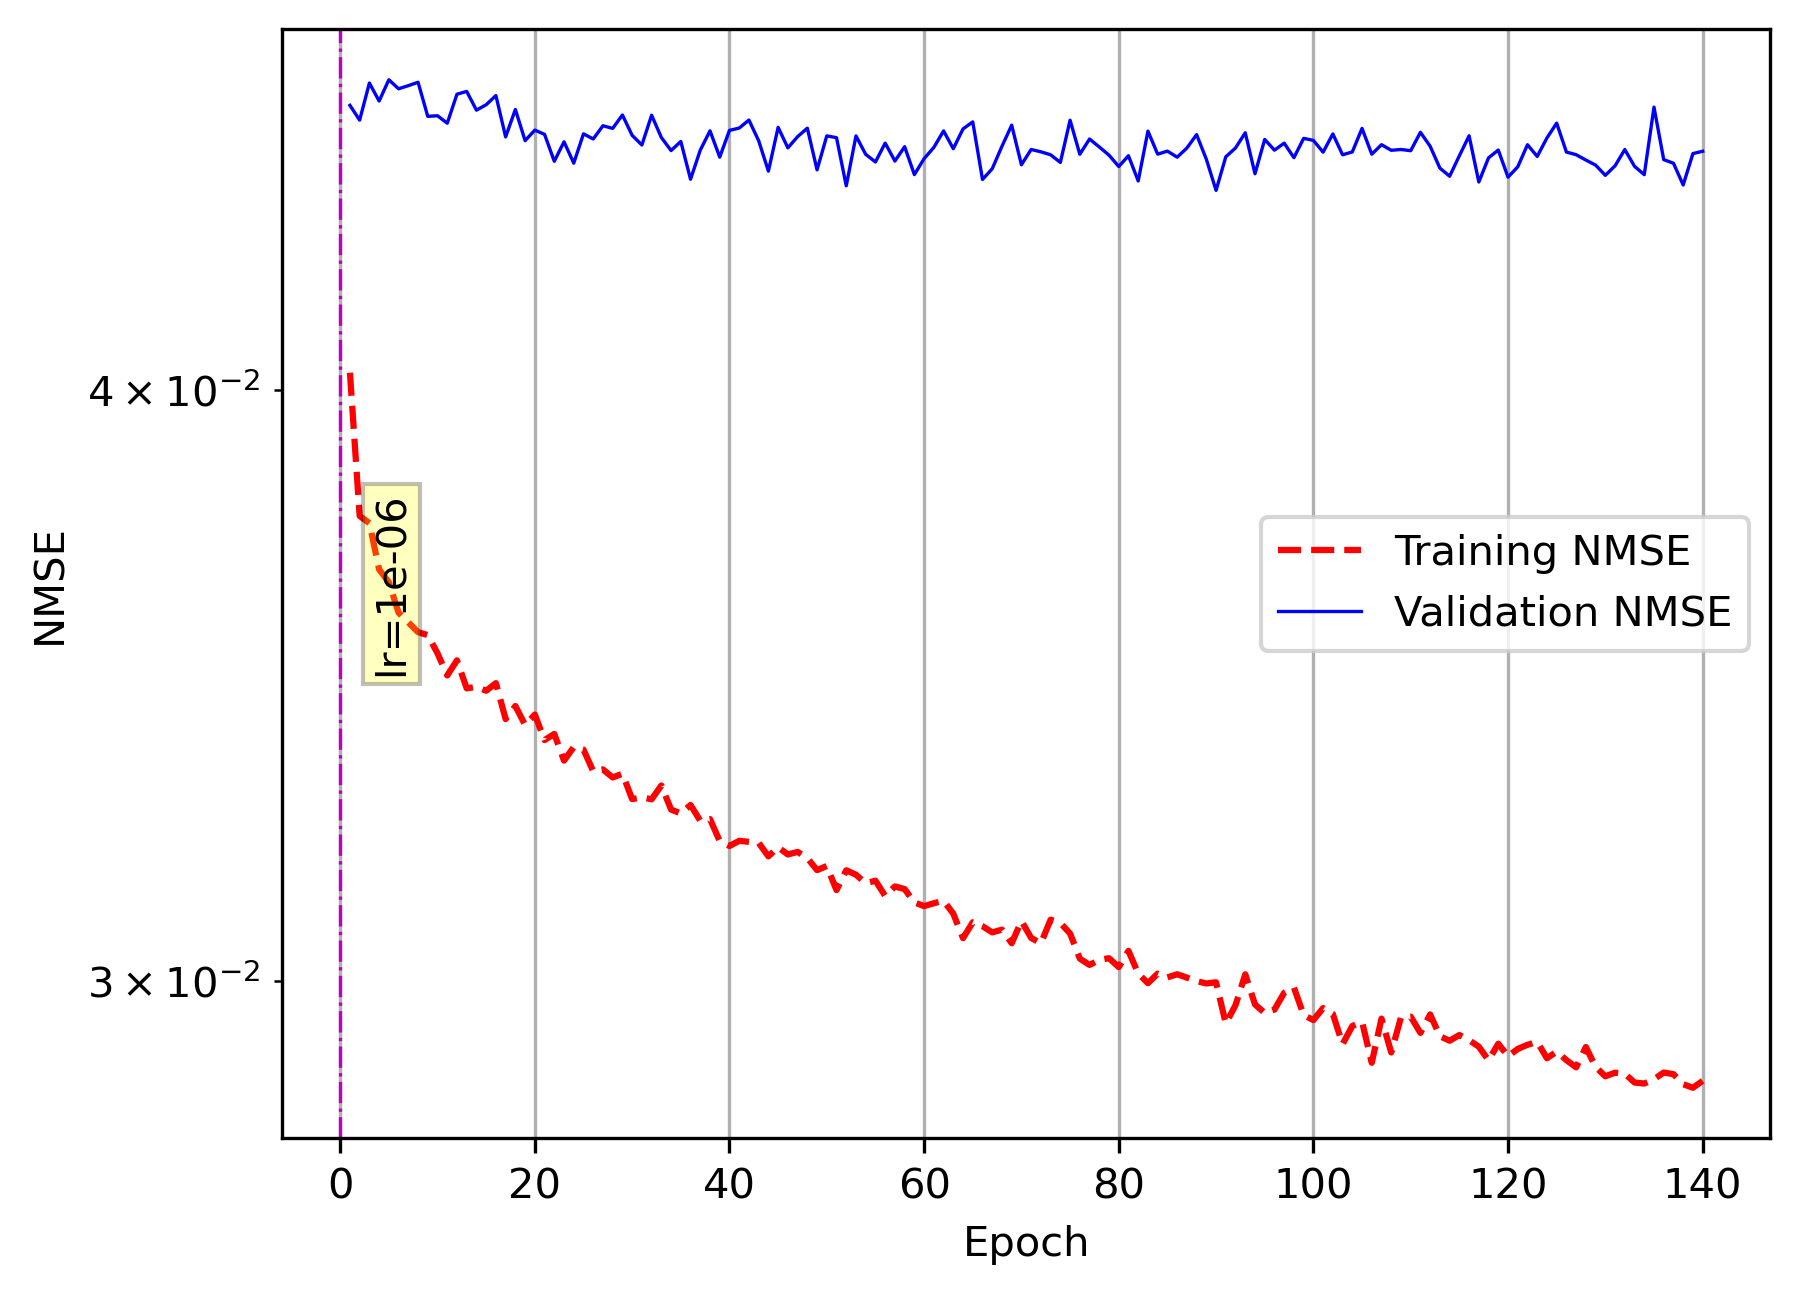 NMSE
4 × 10⁻²
3 × 10⁻²
lr=1e-06
Training NMSE
Validation NMSE
0 20 40 60 80 100 120 140
Epoch